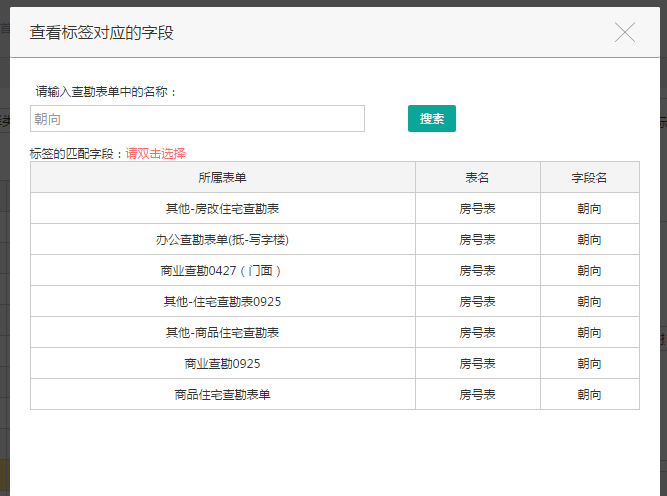 查看标签对应的字段
请输入查勘表单中的名称：
朝向 搜索
标签的匹配字段：请双击选择
所属表单 表名 字段名
其他-房改住宅查勘表 房号表 朝向
办公查勘表单(抵-写字楼) 房号表 朝向
商业查勘0427（门面） 房号表 朝向
其他-住宅查勘表0925 房号表 朝向
其他-商品住宅查勘表 房号表 朝向
商业查勘0925 房号表 朝向
商品住宅查勘表单 房号表 朝向